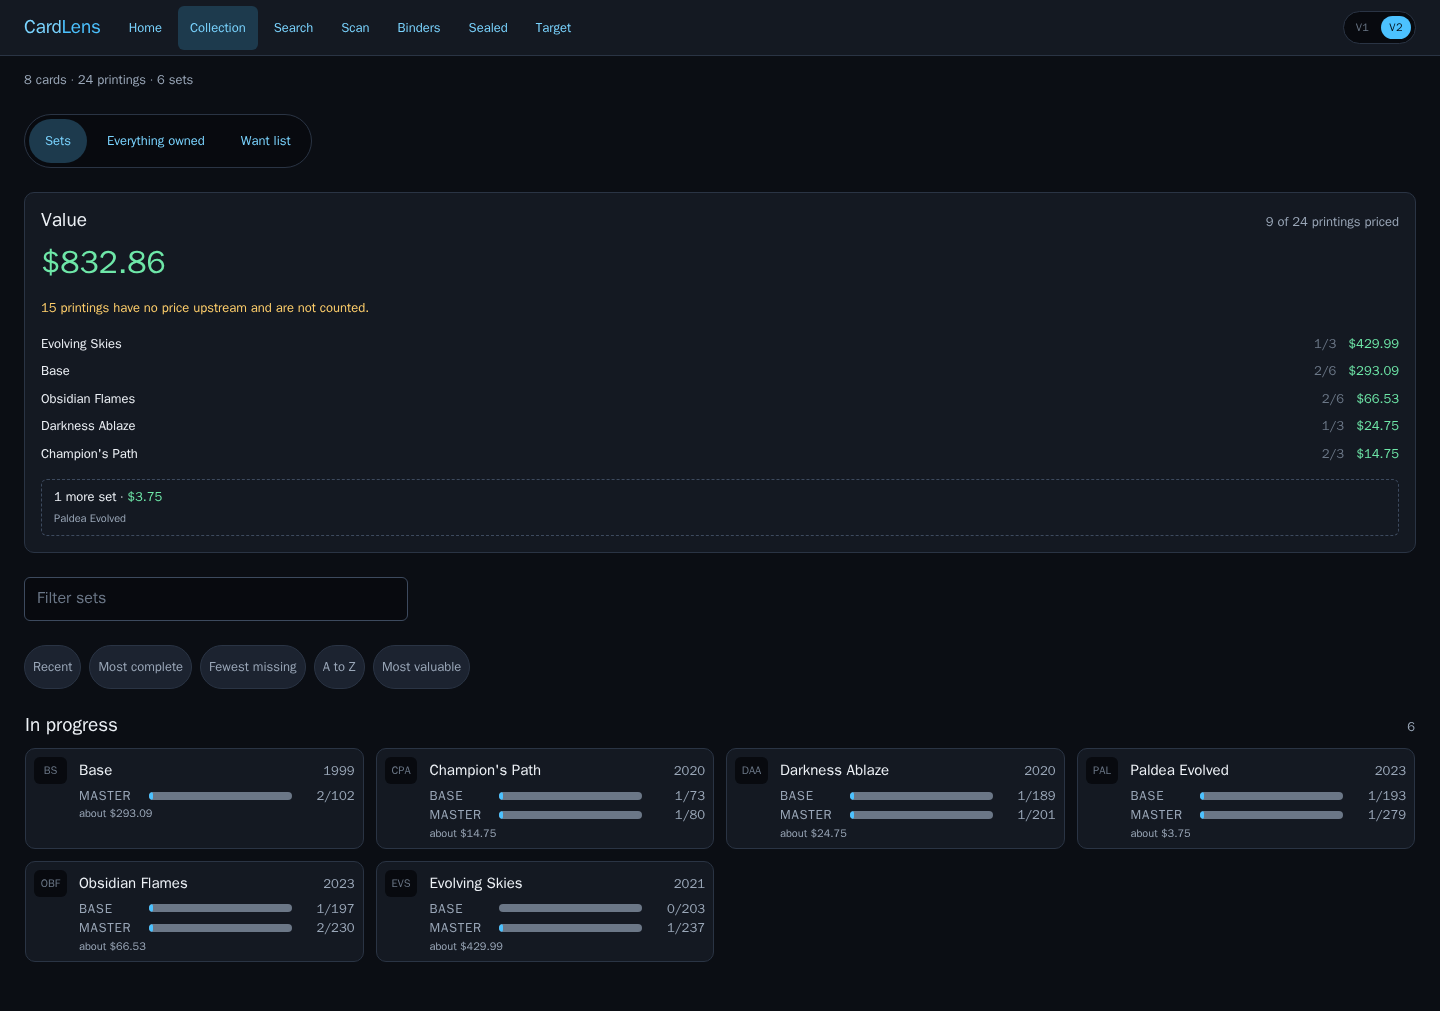 CardLens Home Collection Search Scan Binders Sealed Target V1 V2
8 cards · 24 printings · 6 sets
Sets Everything owned Want list
Value 9 of 24 printings priced
$832.86
15 printings have no price upstream and are not counted.
Evolving Skies 1/3 $429.99
Base 2/6 $293.09
Obsidian Flames 2/6 $66.53
Darkness Ablaze 1/3 $24.75
Champion's Path 2/3 $14.75
1 more set · $3.75
Paldea Evolved
Filter sets
Recent Most complete Fewest missing A to Z Most valuable
In progress 6
BS Base 1999
MASTER 2/102
about $293.09
CPA Champion's Path 2020
BASE 1/73
MASTER 1/80
about $14.75
DAA Darkness Ablaze 2020
BASE 1/189
MASTER 1/201
about $24.75
PAL Paldea Evolved 2023
BASE 1/193
MASTER 1/279
about $3.75
OBF Obsidian Flames 2023
BASE 1/197
MASTER 2/230
about $66.53
EVS Evolving Skies 2021
BASE 0/203
MASTER 1/237
about $429.99